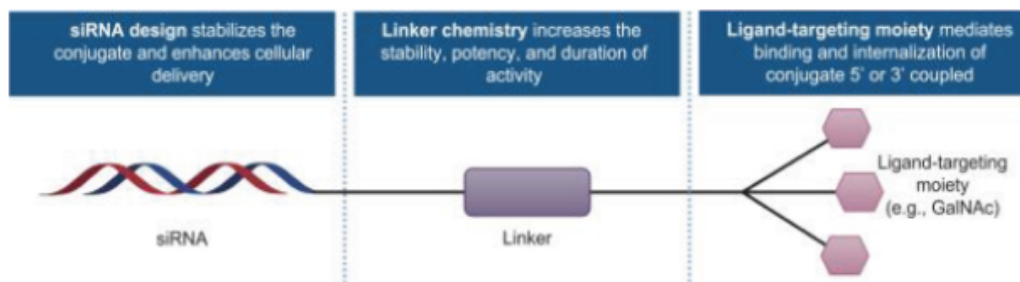 siRNA design stabilizes the
conjugate and enhances cellular
delivery
Linker chemistry increases the
stability, potency, and duration of
activity
Ligand-targeting moiety mediates
binding and internalization of
conjugate 5' or 3' coupled
siRNA
Linker
Ligand-targeting
moiety
(e.g., GalNAc)